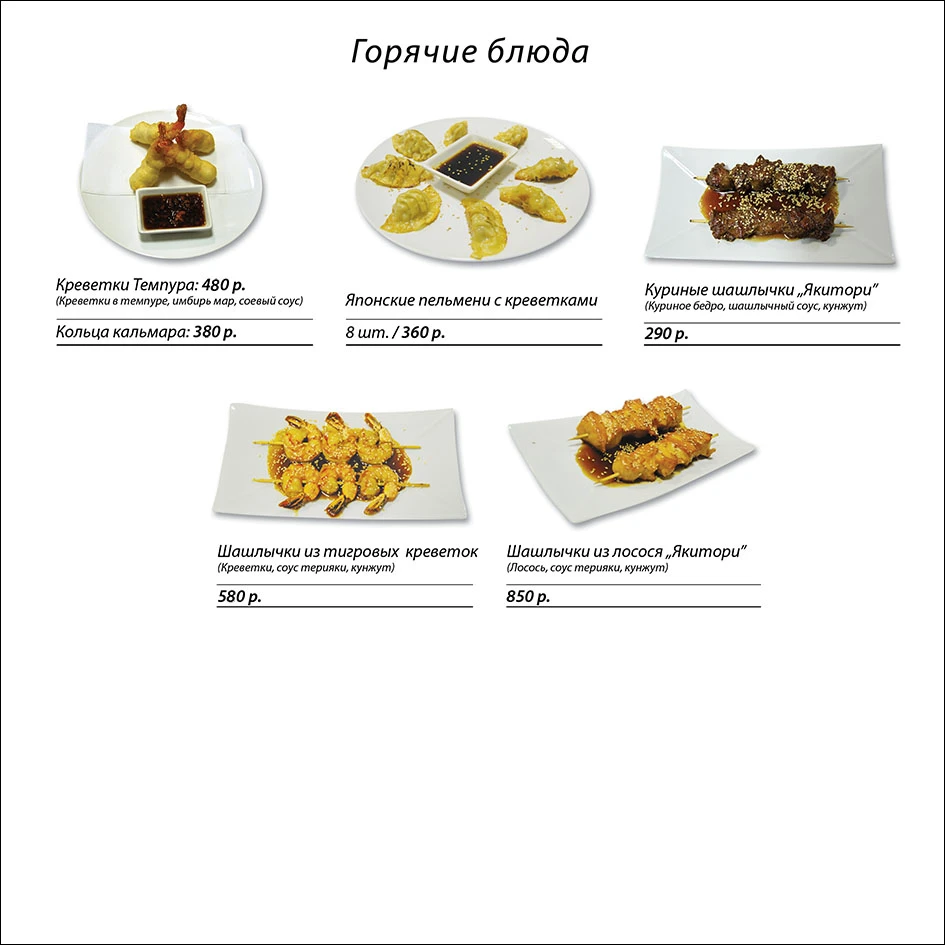 Горячие блюда
Креветки Темпура: 480 р.
(Креветки в темпуре, имбирь мар, соевый соус)
Кольца кальмара: 380 р.
Японские пельмени с креветками
8 шт. / 360 р.
Куриные шашлычки „Якитори”
(Куриное бедро, шашлычный соус, кунжут)
290 р.
Шашлычки из тигровых креветок
(Креветки, соус терияки, кунжут)
580 р.
Шашлычки из лосося „Якитори”
(Лосось, соус терияки, кунжут)
850 р.